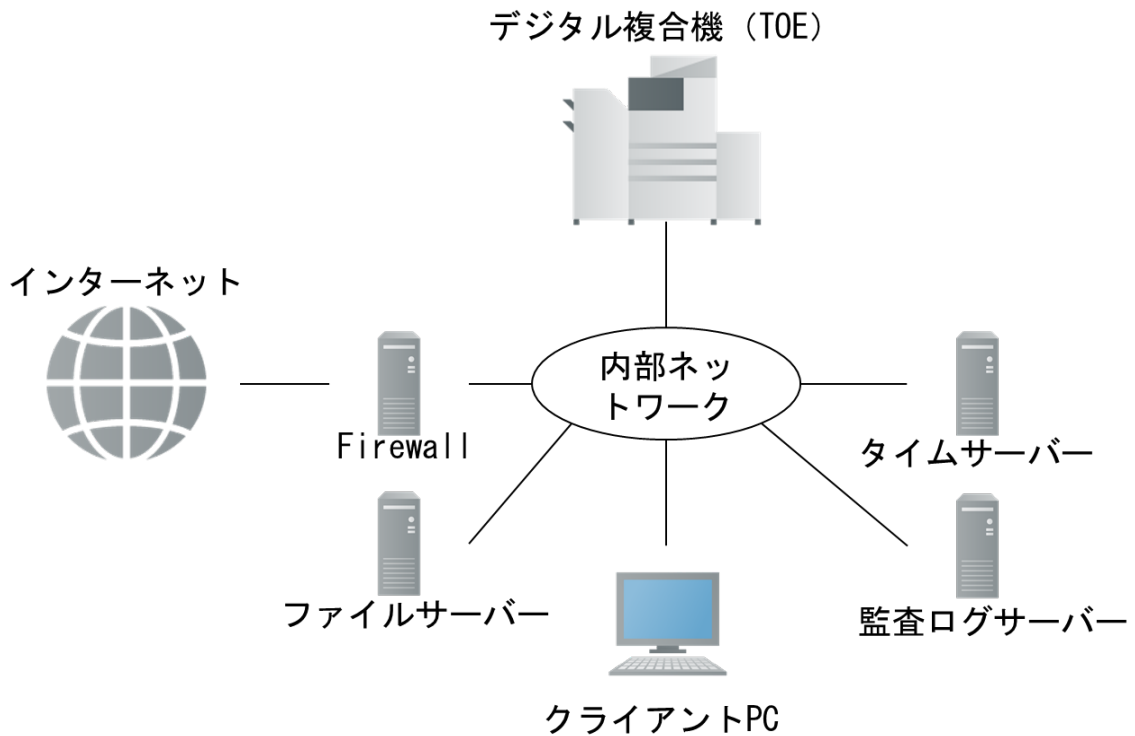 デジタル複合機（TOE）
インターネット
内部ネッ
トワーク
Firewall
タイムサーバー
ファイルサーバー
監査ログサーバー
クライアントPC